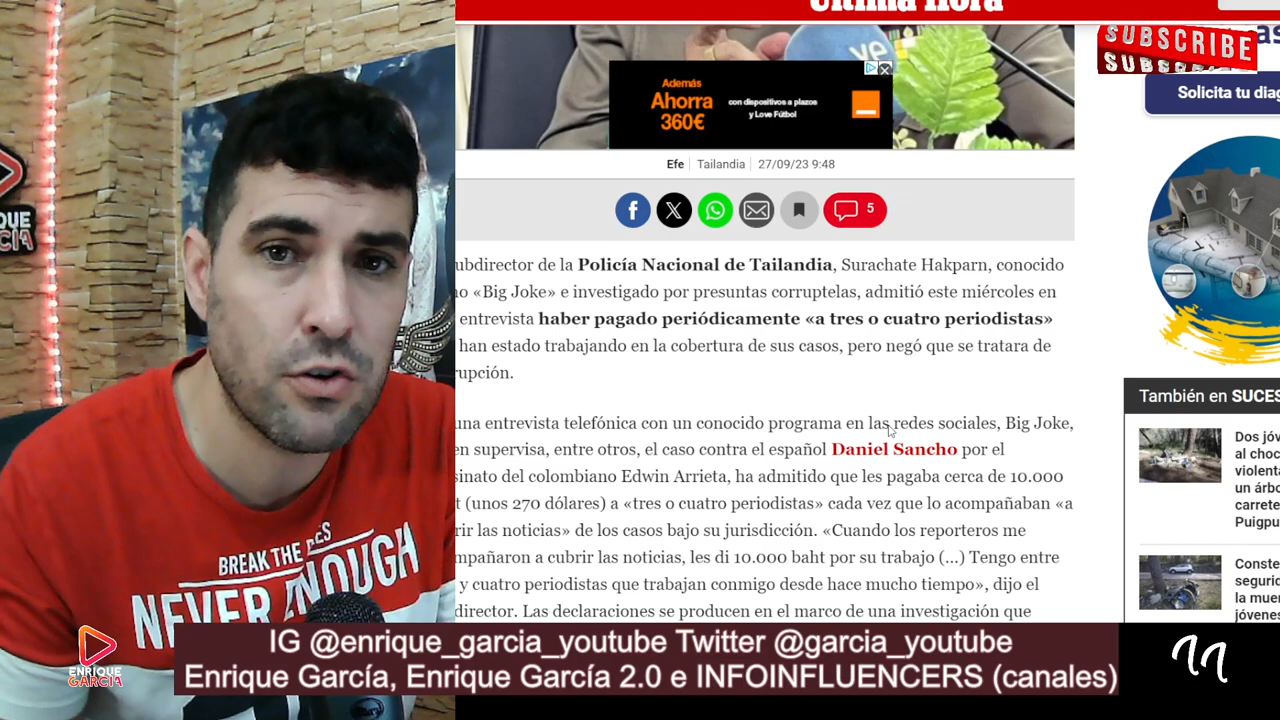 Última Hora
SUBSCRIBE
SUBSCRIBE
Además
Ahorra
360€
con dispositivos a plazos
y Love Fútbol
Solicita tu diag
Efe Tailandia 27/09/23 9:48
5
ubdirector de la Policía Nacional de Tailandia, Surachate Hakparn, conocido
no «Big Joke» e investigado por presuntas corruptelas, admitió este miércoles en
entrevista haber pagado periódicamente «a tres o cuatro periodistas»
han estado trabajando en la cobertura de sus casos, pero negó que se tratara de
rupción.
una entrevista telefónica con un conocido programa en las redes sociales, Big Joke,
en supervisa, entre otros, el caso contra el español Daniel Sancho por el
sinato del colombiano Edwin Arrieta, ha admitido que les pagaba cerca de 10.000
t (unos 270 dólares) a «tres o cuatro periodistas» cada vez que lo acompañaban «a
rir las noticias» de los casos bajo su jurisdicción. «Cuando los reporteros me
mpañaron a cubrir las noticias, les di 10.000 baht por su trabajo (...) Tengo entre
y cuatro periodistas que trabajan conmigo desde hace mucho tiempo», dijo el
director. Las declaraciones se producen en el marco de una investigación que
También en SUCES
Dos jóv
al choc
violenta
un árbo
carrete
Puigpu
Conste
segurid
la muer
jóvenes
BREAK THE
NEVER ENOUGH
IG @enrique_garcia_youtube Twitter @garcia_youtube
Enrique García, Enrique García 2.0 e INFOINFLUENCERS (canales)
ENRIQUE
GARCIA